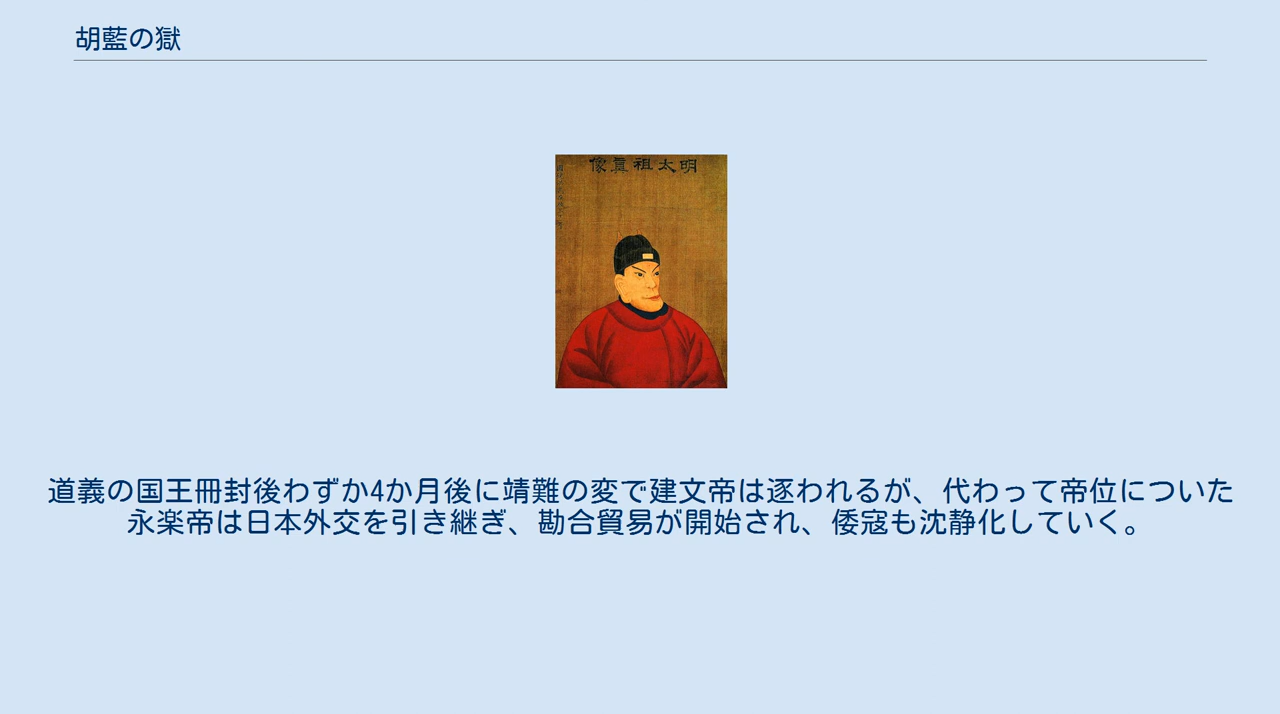 胡藍の獄
明太祖真像
道義の国王冊封後わずか4か月後に靖難の変で建文帝は逐われるが、代わって帝位についた
永楽帝は日本外交を引き継ぎ、勘合貿易が開始され、倭寇も沈静化していく。